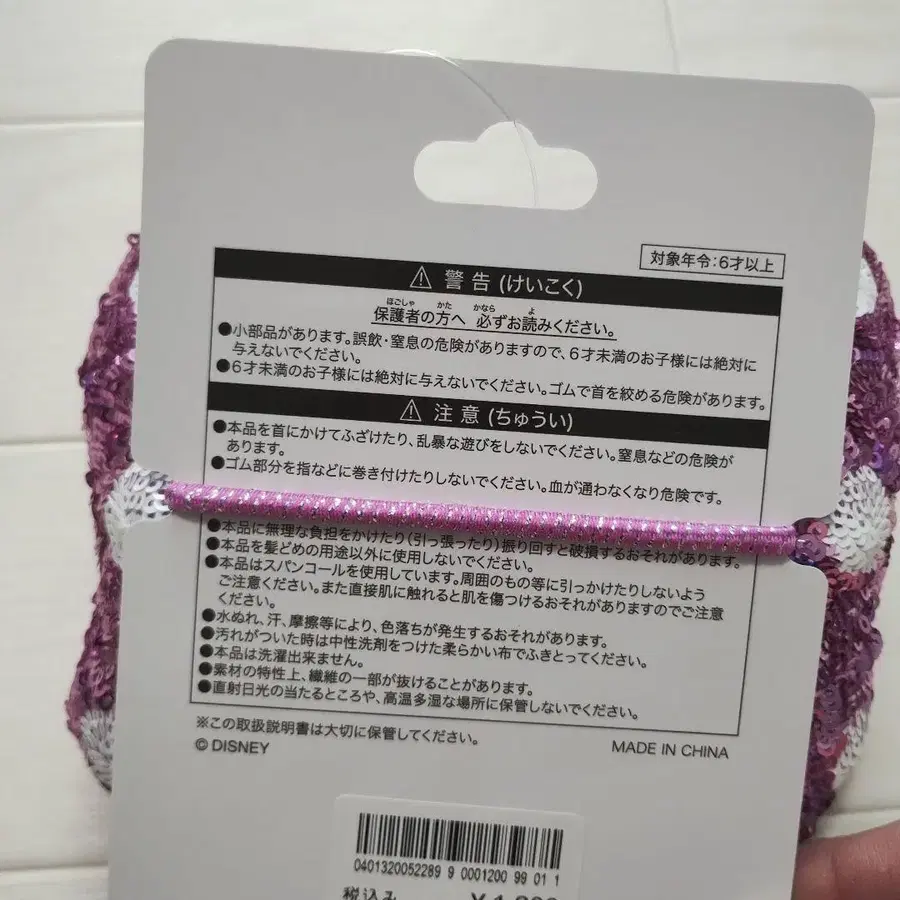 対象年令:6才以上
⚠ 警告 (けいこく)
ほごしゃ かた かなら よ
保護者の方へ 必ずお読みください。
●小部品があります。誤飲・窒息の危険がありますので、6才未満のお子様には絶対に
与えないでください。
●6才未満のお子様には絶対に与えないでください。ゴムで首を絞める危険があります。
⚠ 注意 (ちゅうい)
●本品を首にかけてふざけたり、乱暴な遊びをしないでください。窒息などの危険が
あります。
●ゴム部分を指などに巻き付けたりしないでください。血が通わなくなり危険です。
●本品に無理な負担をかけたり(引っ張ったり)振り回すと破損するおそれがあります。
●本品を髪どめの用途以外に使用しないでください。
●本品はスパンコールを使用しています。周囲のもの等に引っかけたりしないよう
ご注意ください。また直接肌に触れると肌を傷つけるおそれがありますのでご注意
ください。
●水ぬれ、汗、摩擦等により、色落ちが発生するおそれがあります。
●汚れがついた時は中性洗剤をつけた柔らかい布でふきとってください。
●本品は洗濯出来ません。
●素材の特性上、繊維の一部が抜けることがあります。
●直射日光の当たるところや、高温多湿な場所に保管しないでください。
※この取扱説明書は大切に保管してください。
© DISNEY
MADE IN CHINA
0401320052289 9 0001200 99 01 1
税込み